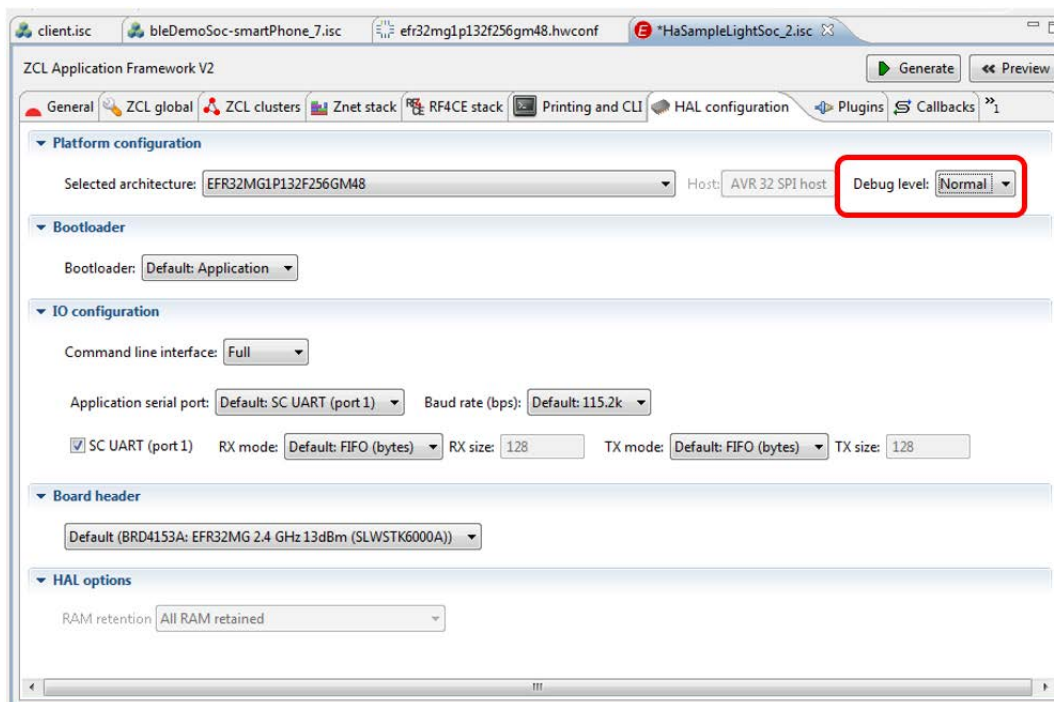 client.isc bleDemoSoc-smartPhone_7.isc efr32mg1p132f256gm48.hwconf *HaSampleLightSoc_2.isc
ZCL Application Framework V2 Generate Preview
General ZCL global ZCL clusters Znet stack RF4CE stack Printing and CLI HAL configuration Plugins Callbacks »1
Platform configuration
Selected architecture: EFR32MG1P132F256GM48 Host: AVR 32 SPI host Debug level: Normal
Bootloader
Bootloader: Default: Application
IO configuration
Command line interface: Full
Application serial port: Default: SC UART (port 1) Baud rate (bps): Default: 115.2k
SC UART (port 1) RX mode: Default: FIFO (bytes) RX size: 128 TX mode: Default: FIFO (bytes) TX size: 128
Board header
Default (BRD4153A: EFR32MG 2.4 GHz 13dBm (SLWSTK6000A))
HAL options
RAM retention All RAM retained